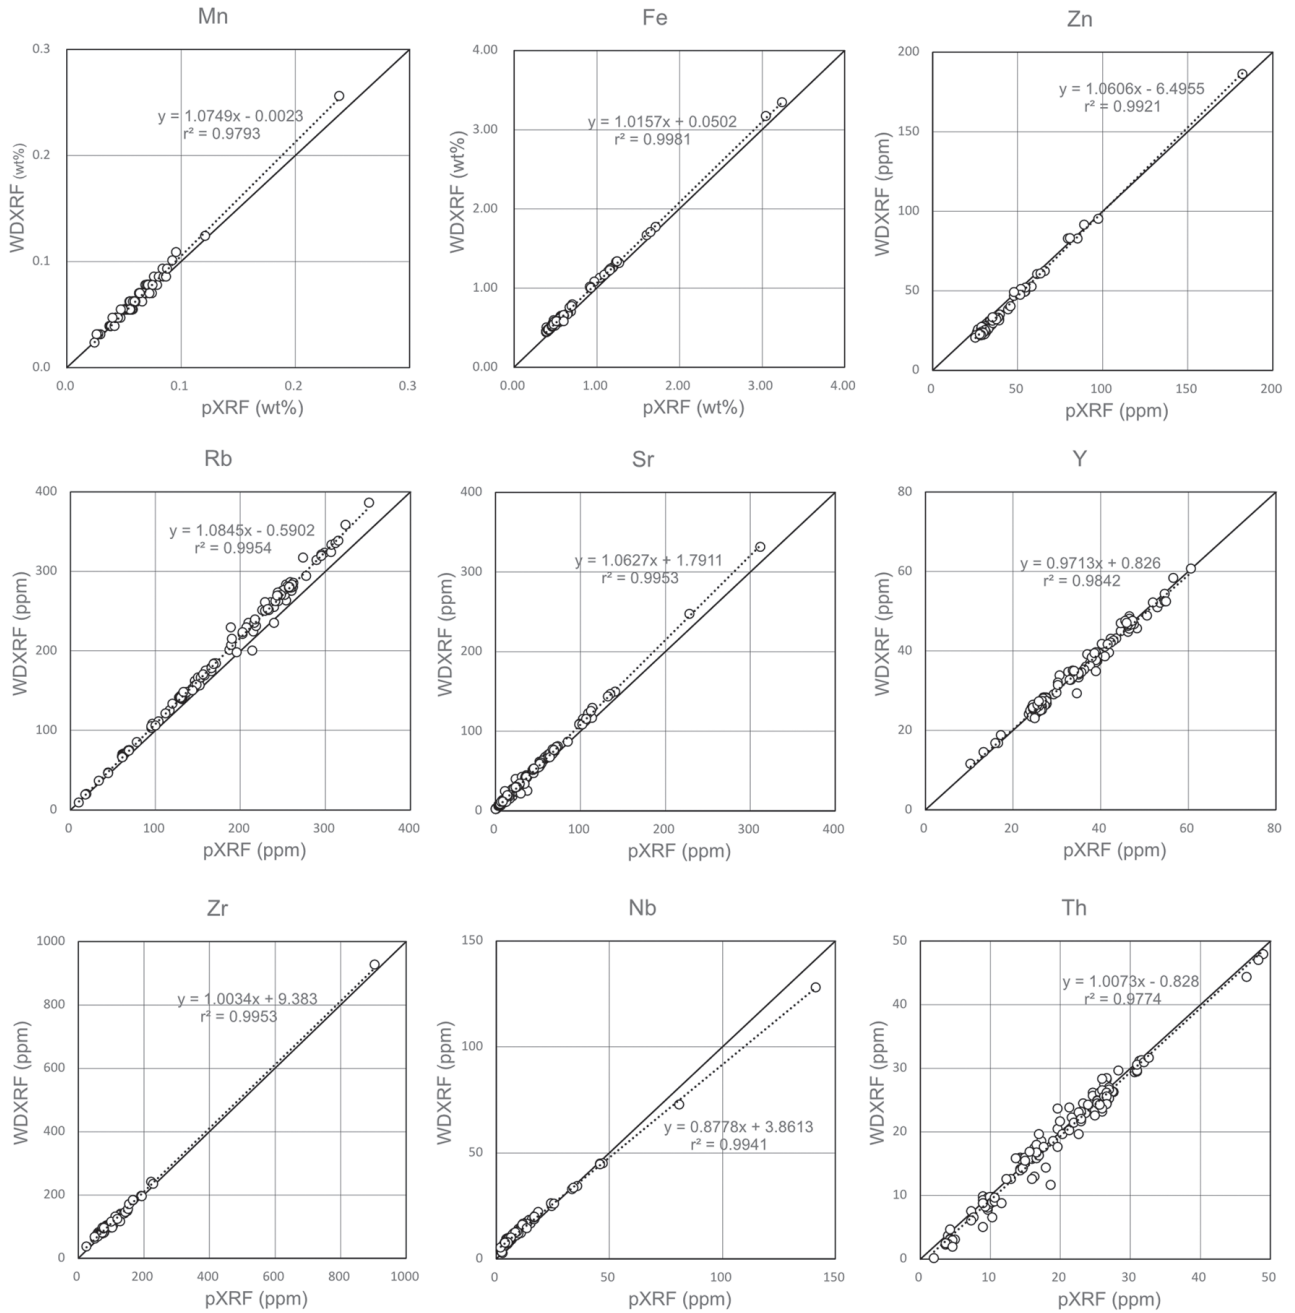 Mn
0.3
0.2
0.1
0.0
0.0
0.1
0.2
0.3
WDXRF (wt%)
pXRF (wt%)
y = 1.0749x - 0.0023
r² = 0.9793
Fe
4.00
3.00
2.00
1.00
0.00
0.00
1.00
2.00
3.00
4.00
WDXRF (wt%)
pXRF (wt%)
y = 1.0157x + 0.0502
r² = 0.9981
Zn
200
150
100
50
0
0
50
100
150
200
WDXRF (ppm)
pXRF (ppm)
y = 1.0606x - 6.4955
r² = 0.9921
Rb
400
300
200
100
0
0
100
200
300
400
WDXRF (ppm)
pXRF (ppm)
y = 1.0845x - 0.5902
r² = 0.9954
Sr
400
300
200
100
0
0
100
200
300
400
WDXRF (ppm)
pXRF (ppm)
y = 1.0627x + 1.7911
r² = 0.9953
Y
80
60
40
20
0
0
20
40
60
80
WDXRF (ppm)
pXRF (ppm)
y = 0.9713x + 0.826
r² = 0.9842
Zr
1000
800
600
400
200
0
0
200
400
600
800
1000
WDXRF (ppm)
pXRF (ppm)
y = 1.0034x + 9.383
r² = 0.9953
Nb
150
100
50
0
0
50
100
150
WDXRF (ppm)
pXRF (ppm)
y = 0.8778x + 3.8613
r² = 0.9941
Th
50
40
30
20
10
0
0
10
20
30
40
50
WDXRF (ppm)
pXRF (ppm)
y = 1.0073x - 0.828
r² = 0.9774